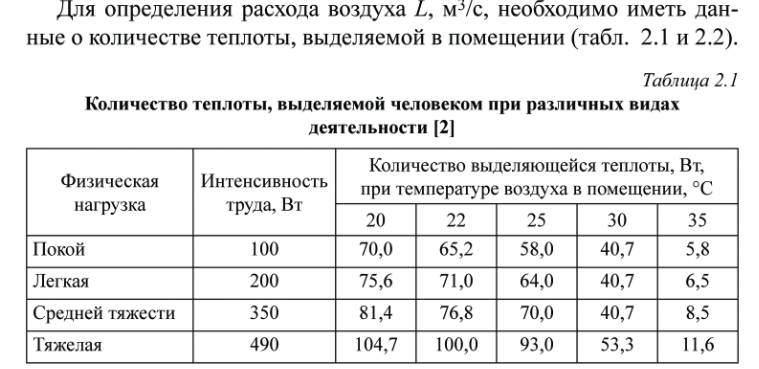 Для определения расхода воздуха L, м³/с, необходимо иметь дан-
ные о количестве теплоты, выделяемой в помещении (табл. 2.1 и 2.2).
Таблица 2.1
Количество теплоты, выделяемой человеком при различных видах
деятельности [2]
Физическая нагрузка | Интенсивность труда, Вт | Количество выделяющейся теплоты, Вт, при температуре воздуха в помещении, °С
20 | 22 | 25 | 30 | 35
Покой | 100 | 70,0 | 65,2 | 58,0 | 40,7 | 5,8
Легкая | 200 | 75,6 | 71,0 | 64,0 | 40,7 | 6,5
Средней тяжести | 350 | 81,4 | 76,8 | 70,0 | 40,7 | 8,5
Тяжелая | 490 | 104,7 | 100,0 | 93,0 | 53,3 | 11,6